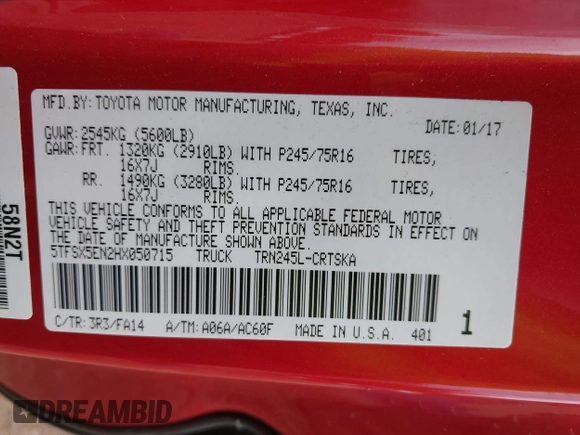 MFD.BY: TOYOTA MOTOR MANUFACTURING, TEXAS, INC.
DATE: 01/17
GVWR: 2545KG (5600LB)
GAWR: FRT. 1320KG (2910LB) WITH P245/75R16 TIRES,
16X7J RIMS.
RR. 1490KG (3280LB) WITH P245/75R16 TIRES,
16X7J RIMS.
THIS VEHICLE CONFORMS TO ALL APPLICABLE FEDERAL MOTOR
VEHICLE SAFETY AND THEFT PREVENTION STANDARDS IN EFFECT ON
THE DATE OF MANUFACTURE SHOWN ABOVE.
5TFSX5EN2HX050715 TRUCK TRN245L-CRTSKA
C/TR: 3R3/FA14 A/TM: A06A/AC60F MADE IN U.S.A. 401
1
58N2T
DREAMBID